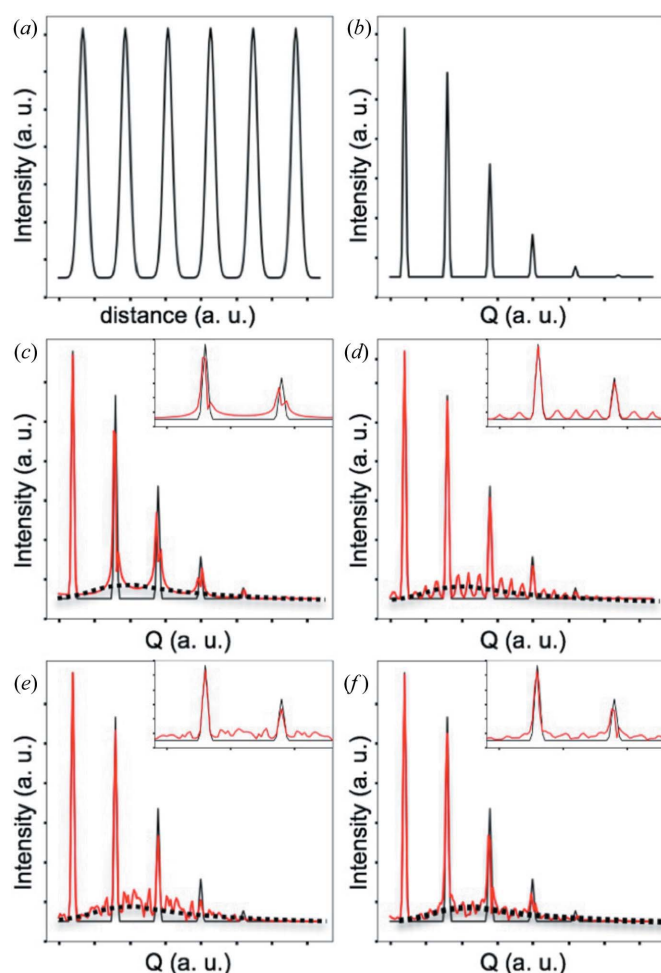 (a)
Intensity (a. u.)
distance (a. u.)
(b)
Intensity (a. u.)
Q (a. u.)
(c)
Intensity (a. u.)
Q (a. u.)
(d)
Intensity (a. u.)
Q (a. u.)
(e)
Intensity (a. u.)
Q (a. u.)
(f)
Intensity (a. u.)
Q (a. u.)